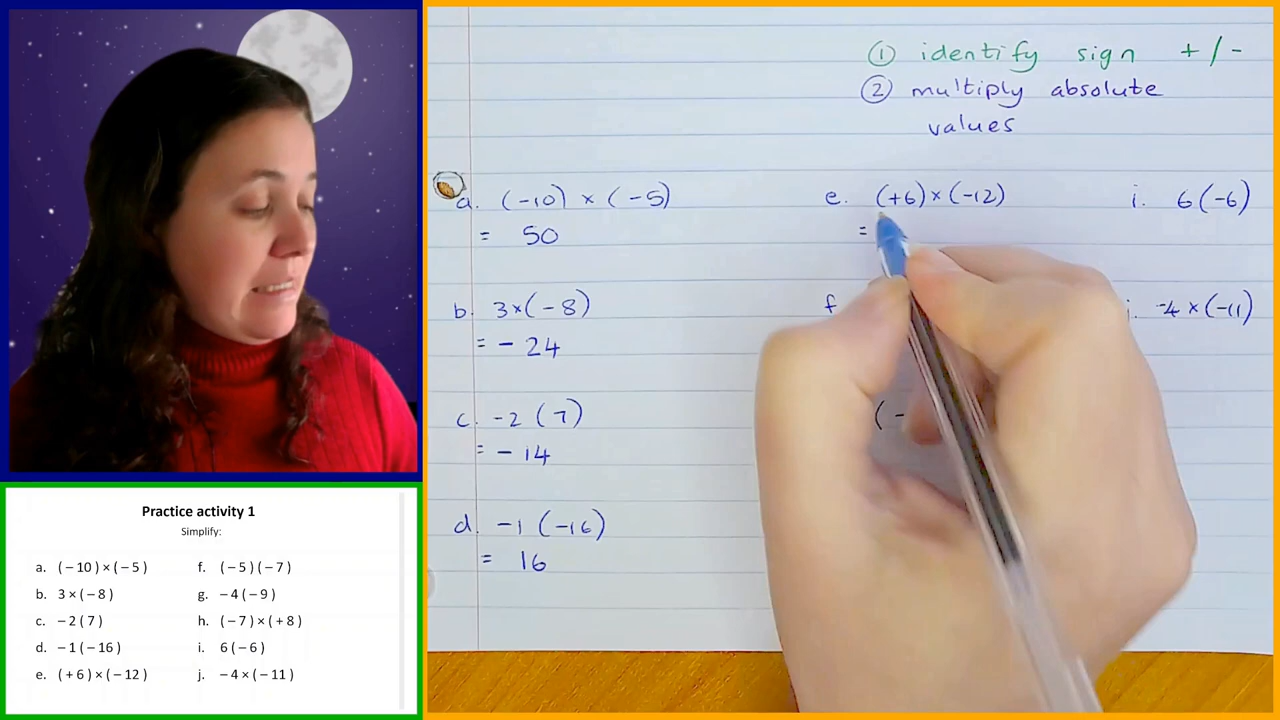 ① identify sign + / -
② multiply absolute
values
a. (-10) × (-5)
= 50
b. 3×(-8)
= - 24
c. -2 (7)
= - 14
d. -1 (-16)
= 16
e. (+6)×(-12)
=
f
(-
i. 6(-6)
j. -4×(-11)
Practice activity 1
Simplify:
a. ( – 10 ) × ( – 5 )
b. 3 × ( – 8 )
c. – 2 ( 7 )
d. – 1 ( – 16 )
e. ( + 6 ) × ( – 12 )
f. ( – 5 ) ( – 7 )
g. – 4 ( – 9 )
h. ( – 7 ) × ( + 8 )
i. 6 ( – 6 )
j. – 4 × ( – 11 )